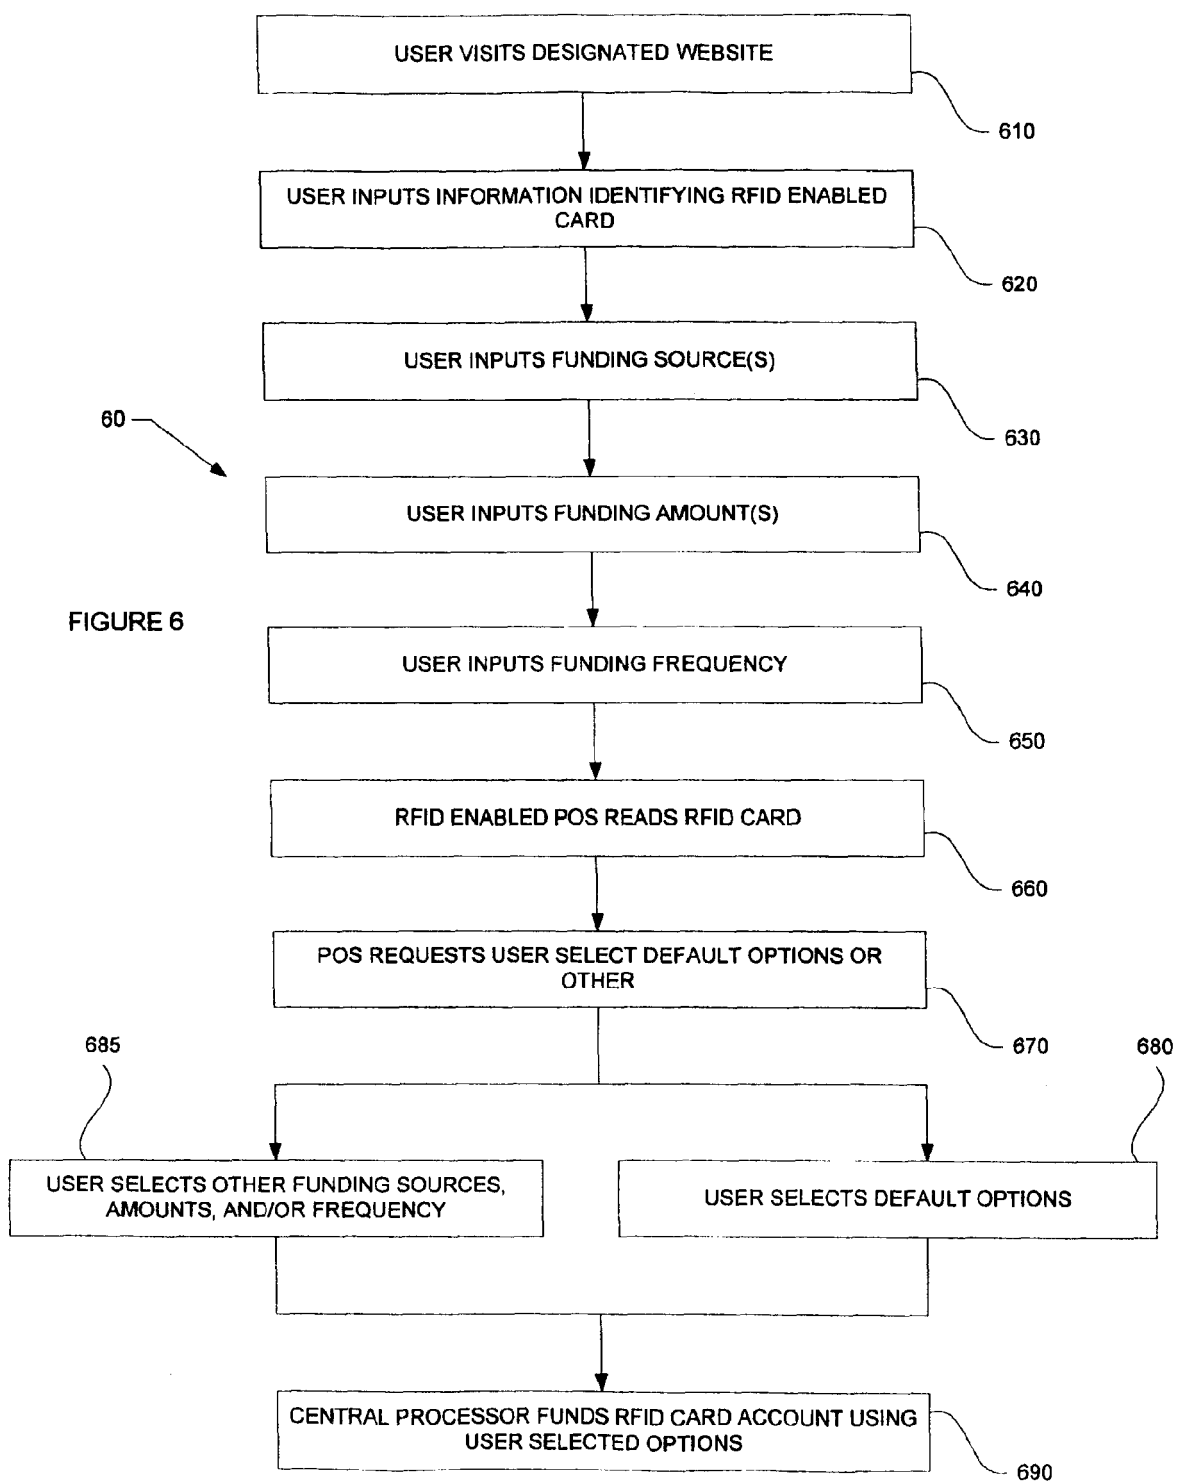 USER VISITS DESIGNATED WEBSITE
610
USER INPUTS INFORMATION IDENTIFYING RFID ENABLED
CARD
620
USER INPUTS FUNDING SOURCE(S)
630
60
USER INPUTS FUNDING AMOUNT(S)
640
FIGURE 6
USER INPUTS FUNDING FREQUENCY
650
RFID ENABLED POS READS RFID CARD
660
POS REQUESTS USER SELECT DEFAULT OPTIONS OR
OTHER
670
685
680
USER SELECTS OTHER FUNDING SOURCES,
AMOUNTS, AND/OR FREQUENCY
USER SELECTS DEFAULT OPTIONS
CENTRAL PROCESSOR FUNDS RFID CARD ACCOUNT USING
USER SELECTED OPTIONS
690